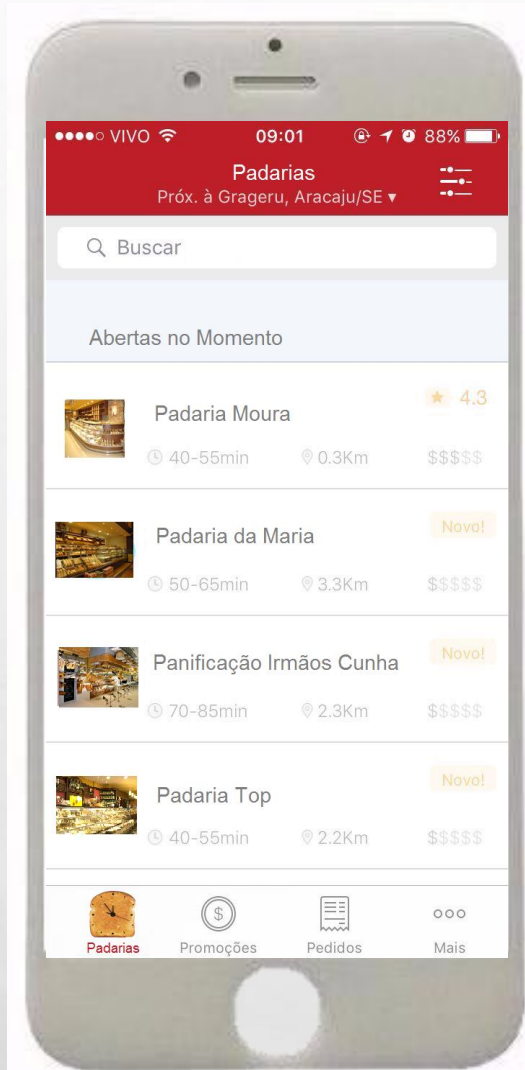 VIVO 09:01 88%
Padarias
Próx. à Grageru, Aracaju/SE ▾
Buscar
Abertas no Momento
Padaria Moura
4.3
40-55min 0.3Km $$$$$
Padaria da Maria
Novo!
50-65min 3.3Km $$$$$
Panificação Irmãos Cunha
Novo!
70-85min 2.3Km $$$$$
Padaria Top
Novo!
40-55min 2.2Km $$$$$
$
Padarias Promoções Pedidos Mais